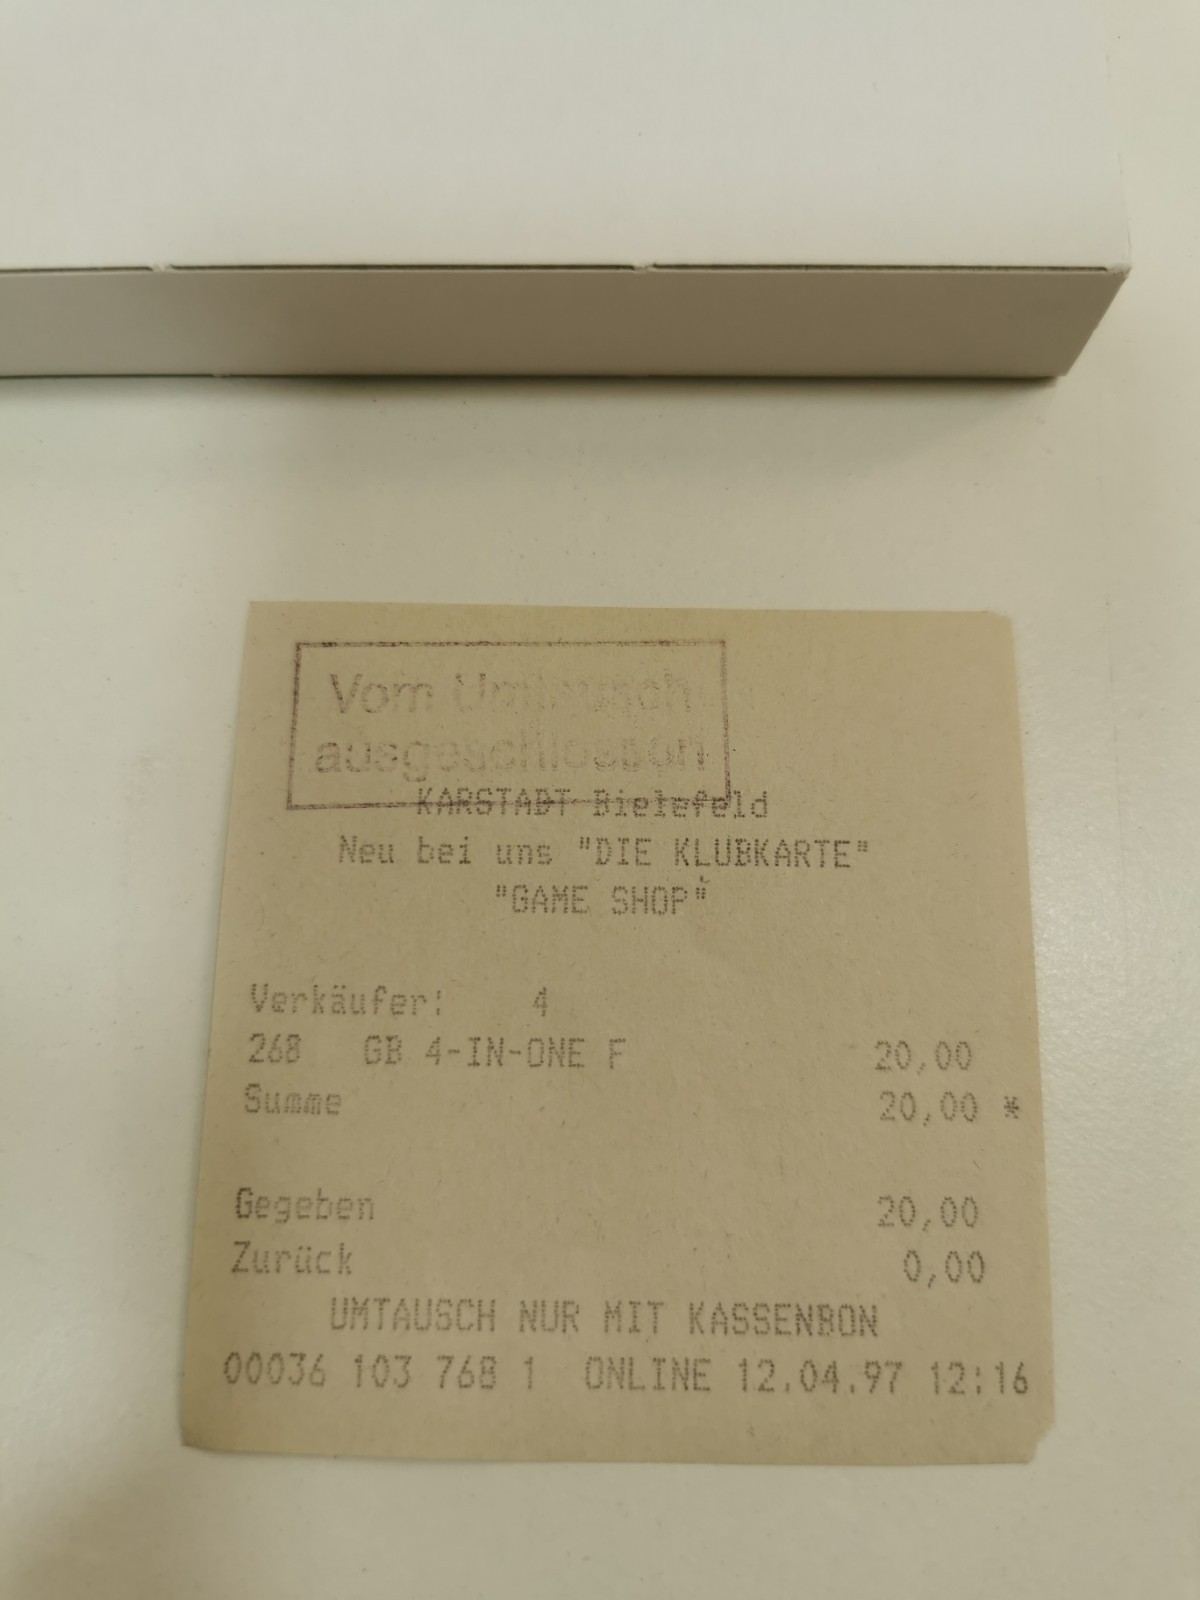 Vom Umtausch
ausgeschlossen
KARSTADT Bielefeld
Neu bei uns "DIE KLUBKARTE"
"GAME SHOP"
Verkäufer: 4
268 GB 4-IN-ONE F 20,00
Summe 20,00 *
Gegeben 20,00
Zurück 0,00
UMTAUSCH NUR MIT KASSENBON
00036 103 768 1 ONLINE 12.04.97 12:16